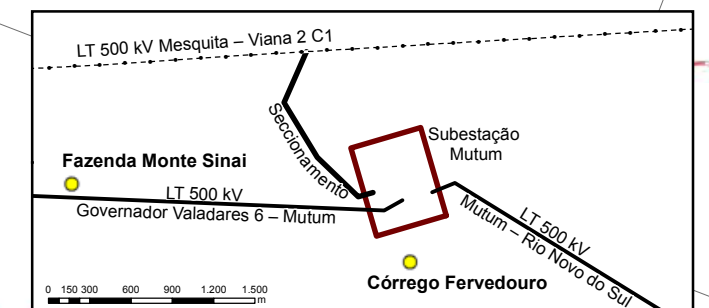 LT 500 kV Mesquita – Viana 2 C1
Seccionamento
Subestação
Mutum
Fazenda Monte Sinai
LT 500 kV
Governador Valadares 6 – Mutum
LT 500 kV
Mutum – Rio Novo do Sul
Córrego Fervedouro
0 150 300 600 900 1.200 1.500
m